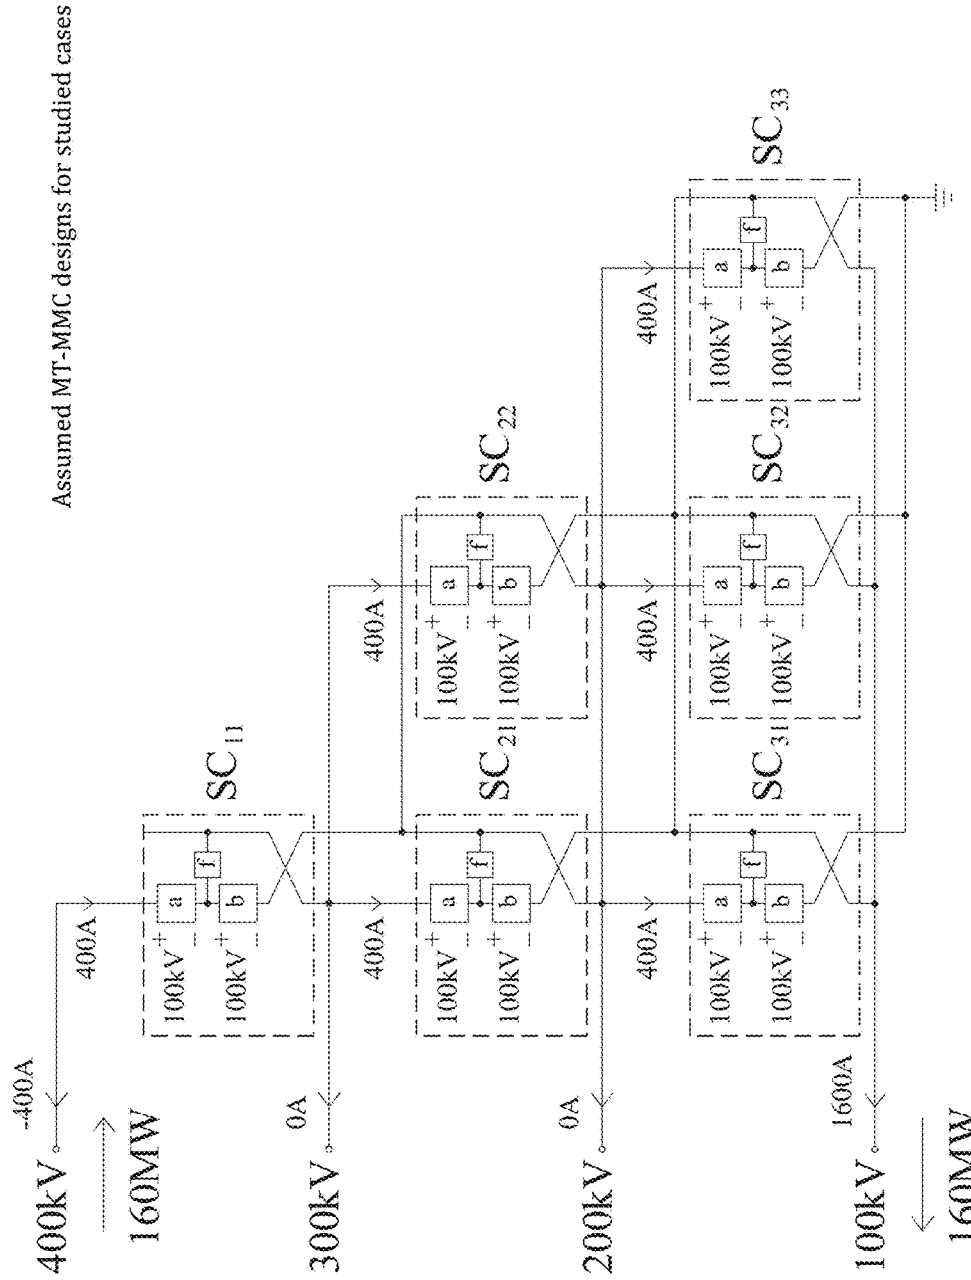 Assumed MT-MMC designs for studied cases
400kV
-400A
160MW
400A
SC11
100kV
+
a
f
100kV
+
b
300kV
0A
400A
SC21
100kV
+
a
f
100kV
+
b
400A
SC22
100kV
+
a
f
100kV
+
b
200kV
0A
400A
SC31
100kV
+
a
f
100kV
+
b
400A
SC32
100kV
+
a
f
100kV
+
b
400A
SC33
100kV
+
a
f
100kV
+
b
100kV
1600A
160MW